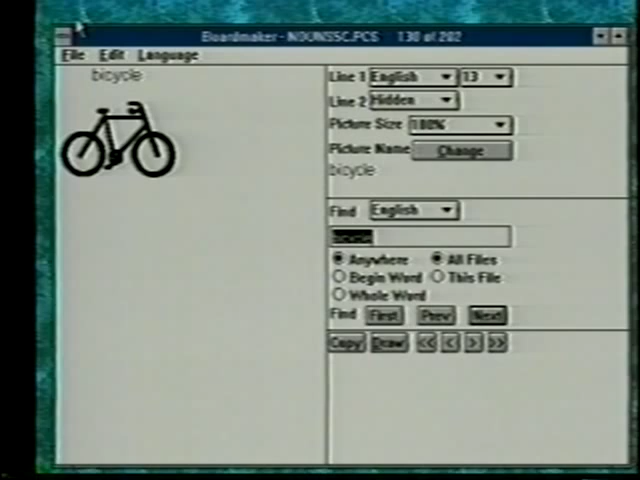 Boardmaker - NOUNSSC.PCS 130 of 202
File Edit Language
bicycle
Line 1 English 13
Line 2 Hidden
Picture Size 100%
Picture Name Change
bicycle
Find English
bicycle
Anywhere All Files
Begin Word This File
Whole Word
Find First Prev Next
Copy Draw << < > >>